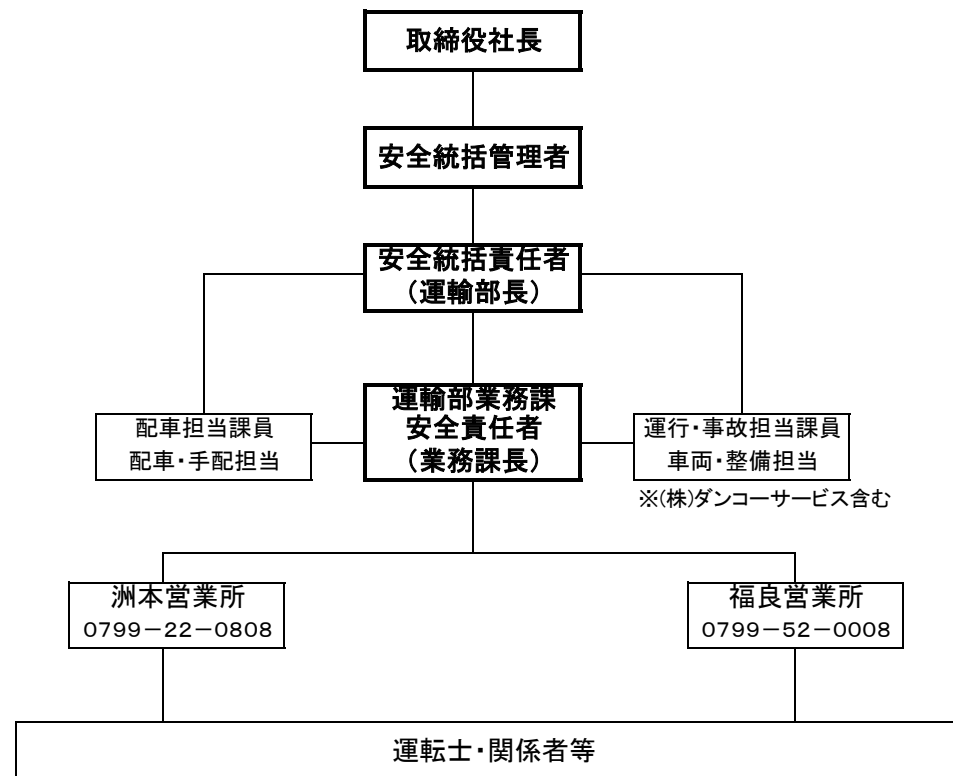 取締役社長
安全統括管理者
安全統括責任者
（運輸部長）
運輸部業務課
安全責任者
（業務課長）
配車担当課員
配車・手配担当
運行・事故担当課員
車両・整備担当
※(株)ダンコーサービス含む
洲本営業所
0799－22－0808
福良営業所
0799－52－0008
運転士・関係者等